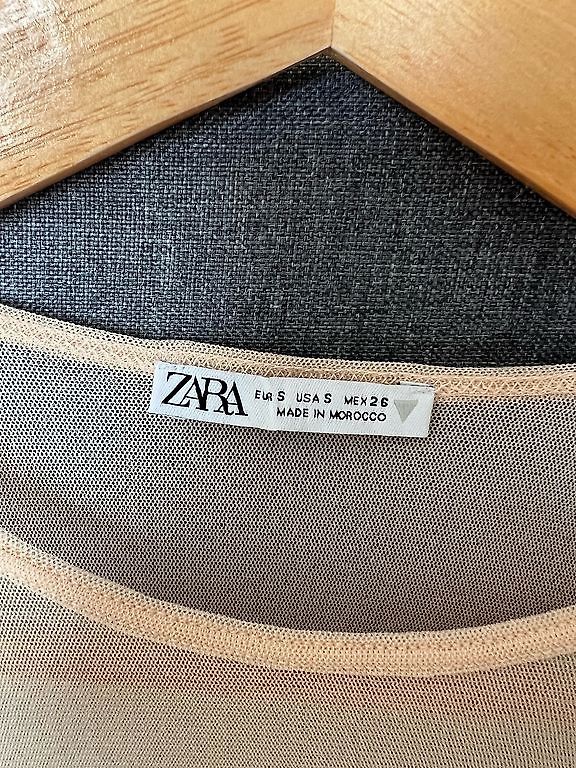 ZARA
EUR S USA S MEX 26
MADE IN MOROCCO